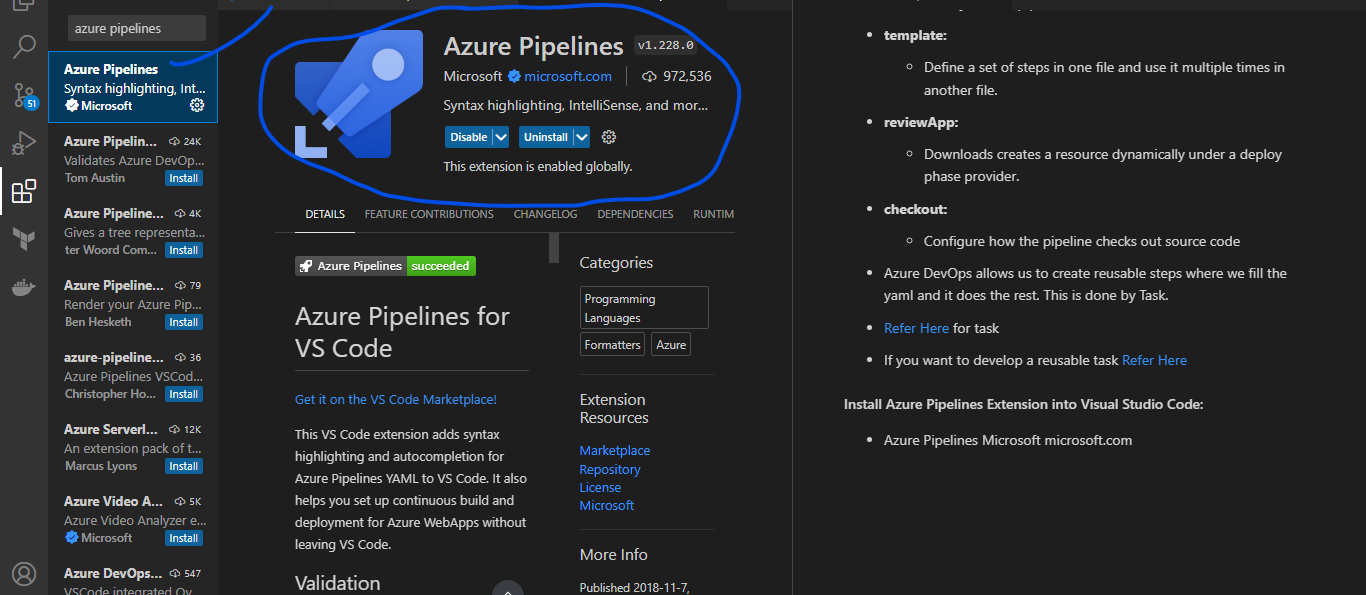 azure pipelines
Azure Pipelines
Syntax highlighting, Int...
Microsoft
51
Azure Pipelin... 24K
Validates Azure DevOp...
Tom Austin Install
Azure Pipeline... 4K
Gives a tree representa...
ter Woord Com... Install
Azure Pipeline... 79
Render your Azure Pip...
Ben Hesketh Install
azure-pipeline... 36
Azure Pipelines VSCod...
Christopher Ho... Install
Azure Serverl... 12K
An extension pack of t...
Marcus Lyons Install
Azure Video A... 5K
Azure Video Analyzer e...
Microsoft Install
Azure DevOps... 547
VSCode integrated Ov
Azure Pipelines v1.228.0
Microsoft microsoft.com 972,536
Syntax highlighting, IntelliSense, and mor...
Disable Uninstall
This extension is enabled globally.
DETAILS FEATURE CONTRIBUTIONS CHANGELOG DEPENDENCIES RUNTIM
Azure Pipelines succeeded
Azure Pipelines for
VS Code
Get it on the VS Code Marketplace!
This VS Code extension adds syntax
highlighting and autocompletion for
Azure Pipelines YAML to VS Code. It also
helps you set up continuous build and
deployment for Azure WebApps without
leaving VS Code.
Validation
Categories
Programming
Languages
Formatters Azure
Extension
Resources
Marketplace
Repository
License
Microsoft
More Info
Published 2018-11-7,
• template:
◦ Define a set of steps in one file and use it multiple times in
another file.
• reviewApp:
◦ Downloads creates a resource dynamically under a deploy
phase provider.
• checkout:
◦ Configure how the pipeline checks out source code
• Azure DevOps allows us to create reusable steps where we fill the
yaml and it does the rest. This is done by Task.
• Refer Here for task
• If you want to develop a reusable task Refer Here
Install Azure Pipelines Extension into Visual Studio Code:
• Azure Pipelines Microsoft microsoft.com